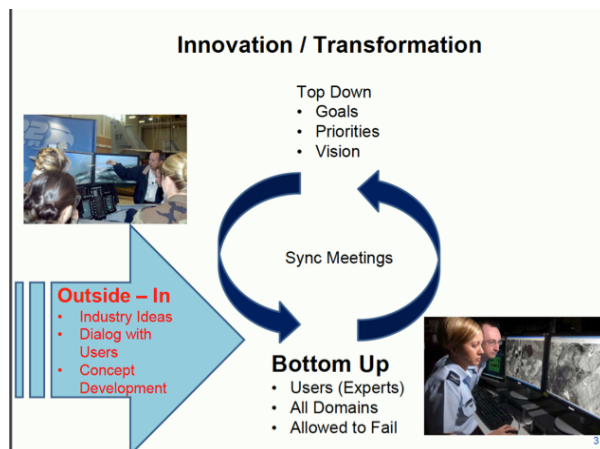 Innovation / Transformation
Top Down
• Goals
• Priorities
• Vision
Sync Meetings
Outside – In
• Industry Ideas
• Dialog with
Users
• Concept
Development
Bottom Up
• Users (Experts)
• All Domains
• Allowed to Fail
3